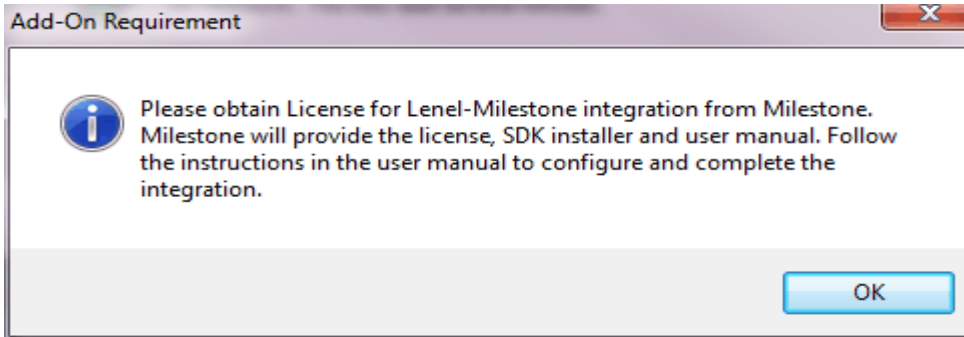 Add-On Requirement
Please obtain License for Lenel-Milestone integration from Milestone.
Milestone will provide the license, SDK installer and user manual. Follow
the instructions in the user manual to configure and complete the
integration.
OK